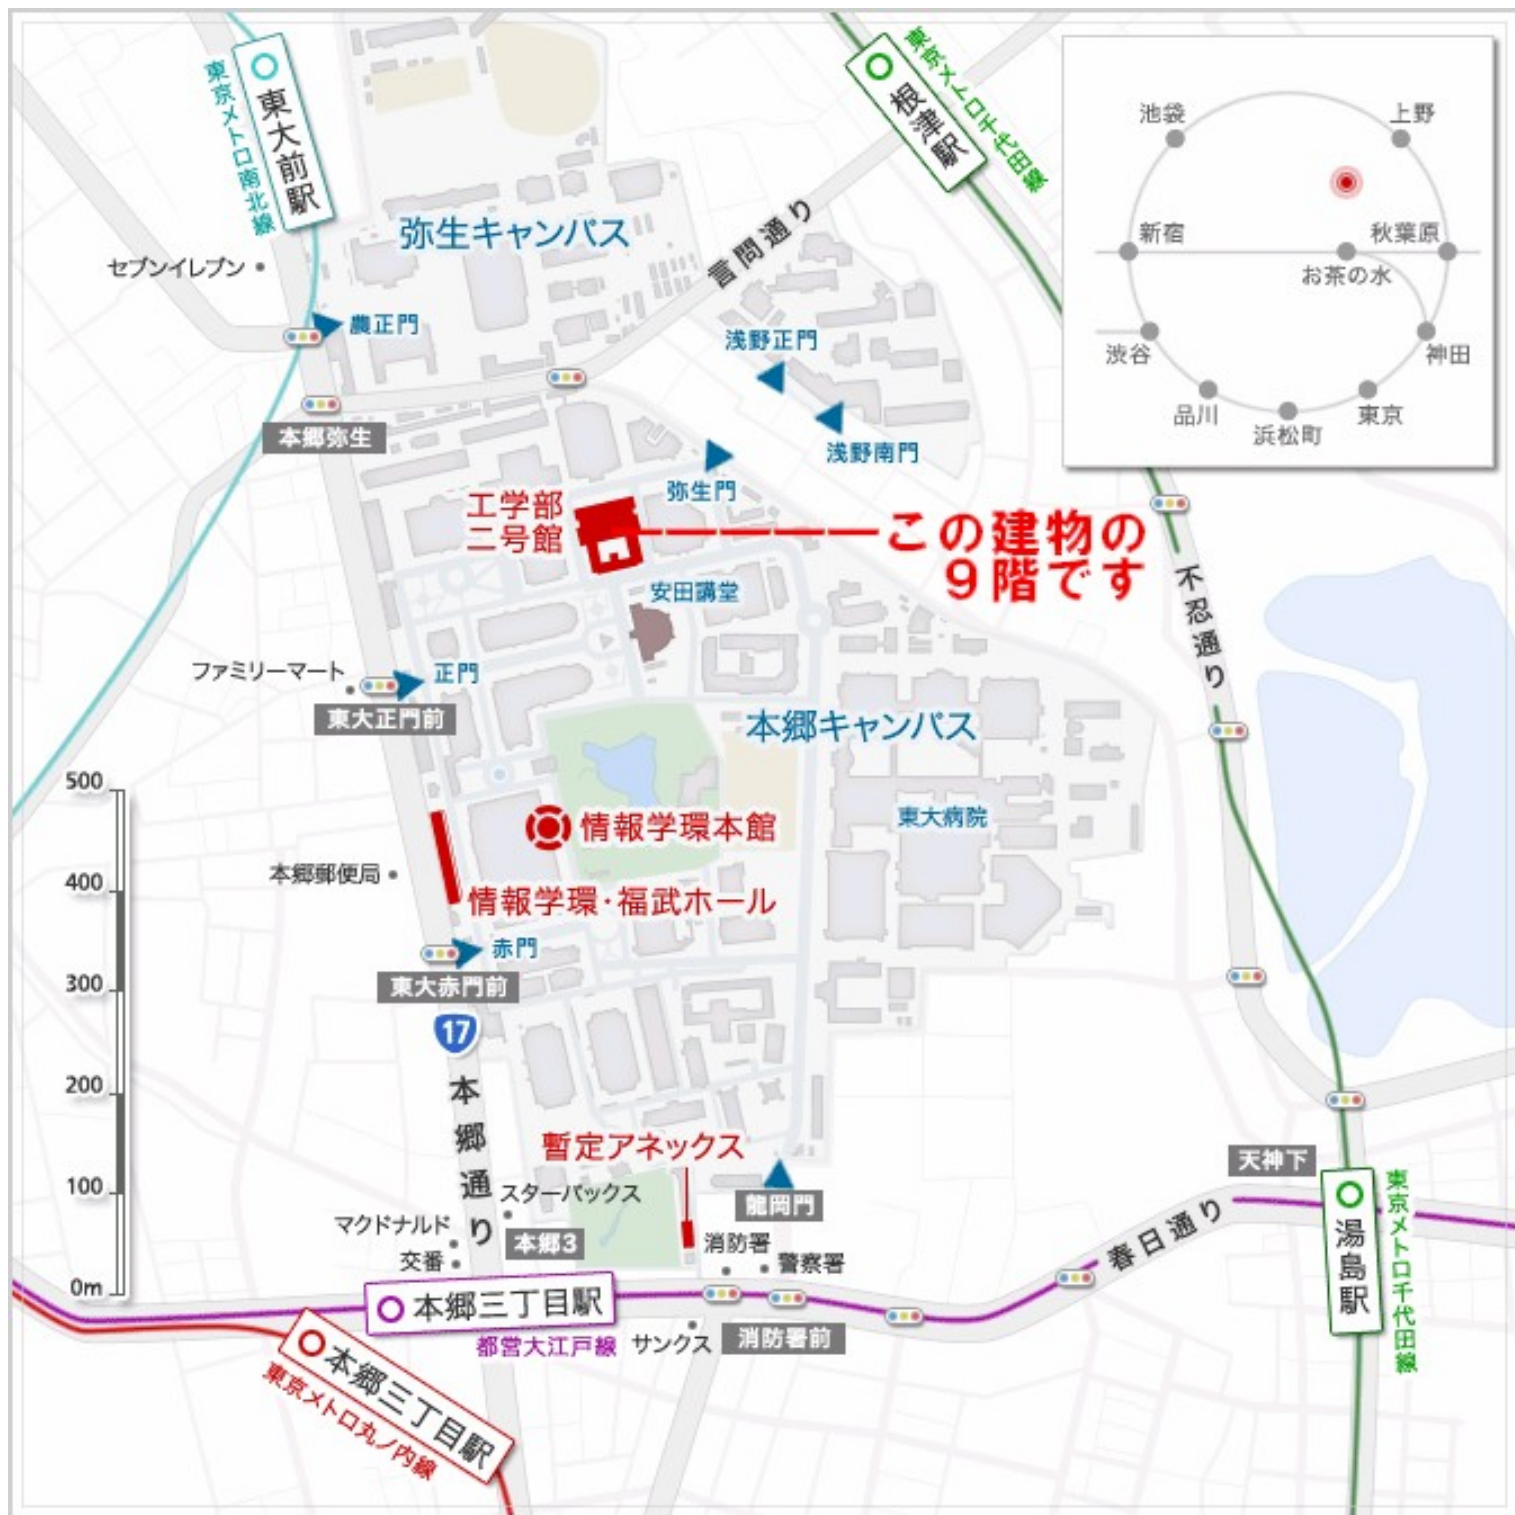 東大前駅
東京メトロ南北線
根津駅
東京メトロ千代田線
池袋
上野
新宿
秋葉原
お茶の水
渋谷
神田
品川
東京
浜松町
弥生キャンパス
言問通り
セブンイレブン
農正門
浅野正門
本郷弥生
浅野南門
弥生門
工学部
二号館
この建物の
9階です
安田講堂
不忍通り
ファミリーマート
正門
東大正門前
本郷キャンパス
500
東大病院
情報学環本館
本郷郵便局
400
情報学環・福武ホール
赤門
東大赤門前
300
17
本郷通り
200
暫定アネックス
天神下
100
スターバックス
龍岡門
マクドナルド
本郷3
消防署
交番
警察署
春日通り
湯島駅
東京メトロ千代田線
0m
本郷三丁目駅
都営大江戸線
サンクス
消防署前
本郷三丁目駅
東京メトロ丸ノ内線